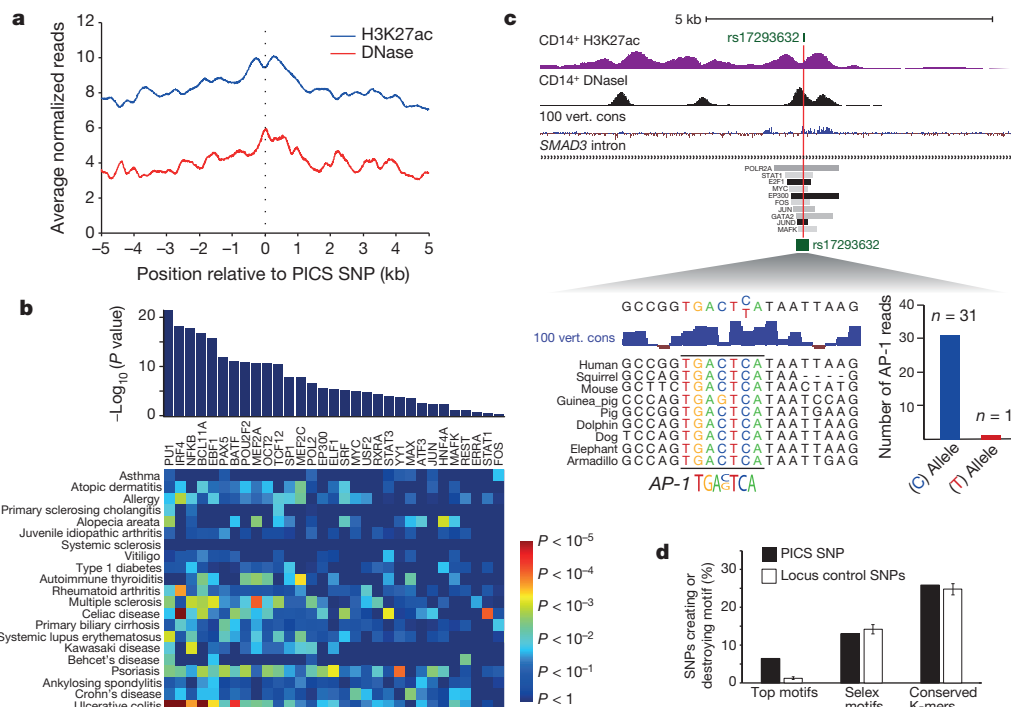 a
12
10
8
6
4
2
0
Average normalized reads
H3K27ac
DNase
–5 –4 –3 –2 –1 0 1 2 3 4 5
Position relative to PICS SNP (kb)
b
20
10
0
–Log10 (P value)
PU1
IRF4
NFKB
BCL11A
EBF1
PAX5
BATF
POU2F2
MEF2A
OCT2
TCF12
SP1
MEF2C
POL2
EP300
ELF1
SRF
MYC
USF2
RXRA
STAT3
YY1
MAX
ATF3
JUN
HNF4A
MAFK
REST
ERRA
STAT1
FOS
Asthma
Atopic dermatitis
Allergy
Primary sclerosing cholangitis
Alopecia areata
Juvenile idiopathic arthritis
Systemic sclerosis
Vitiligo
Type 1 diabetes
Autoimmune thyroiditis
Rheumatoid arthritis
Multiple sclerosis
Celiac disease
Primary biliary cirrhosis
Systemic lupus erythematosus
Kawasaki disease
Behcet's disease
Psoriasis
Ankylosing spondylitis
Crohn's disease
Ulcerative colitis
P < 10–5
P < 10–4
P < 10–3
P < 10–2
P < 10–1
P < 1
c
5 kb
rs17293632
CD14+ H3K27ac
CD14+ DNaseI
100 vert. cons
SMAD3 intron
POLR2A
STAT1
E2F1
MYC
EP300
FOS
JUN
GATA2
JUND
MAFK
rs17293632
GCCGGTGACTCATAATTAAG
T
100 vert. cons
Human GCCGGTGACTCATAATTAAG
Squirrel GCCAGTGACTCATAA----G
Mouse GCTTCTGACTCATAACTATG
Guinea_pig GCCAGTGAGTCATAATCCAG
Pig GCCGGTGACTCATAATGAAG
Dolphin GCCAGTGACTCATAATTAAG
Dog TCCAGTGACTCATAATTAAG
Elephant GCCAGTGACTCATAATTAAG
Armadillo GCCAGTGACTCATAATTGAG
AP-1 TGACTCA
G
40
30
20
10
Number of AP-1 reads
n = 31
n = 1
(C) Allele
(T) Allele
d
30
20
10
0
SNPs creating or
destroying motif (%)
PICS SNP
Locus control SNPs
Top motifs
Selex
motifs
Conserved
K-mers